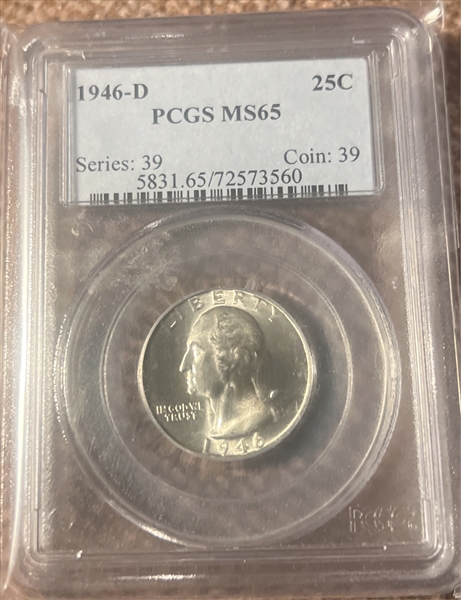 1946-D 25C
PCGS MS65
Series: 39 Coin: 39
5831.65/72573560
LIBERTY
IN GOD WE
TRUST
1946